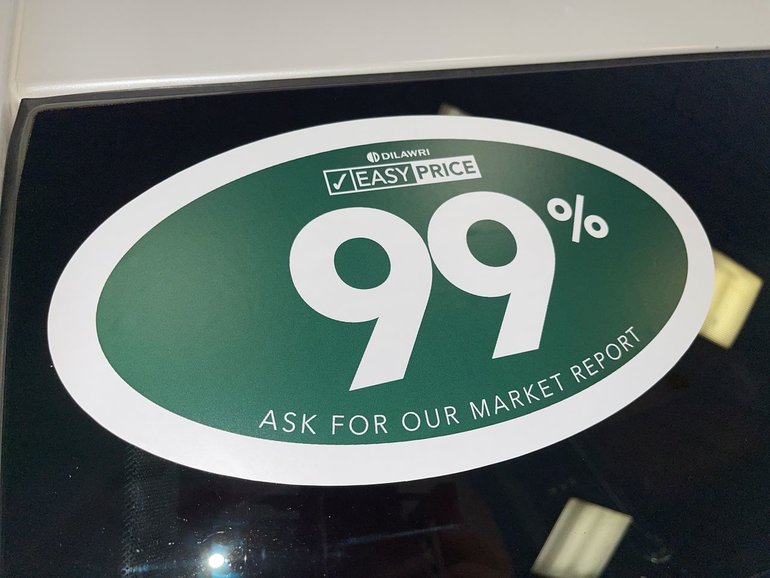 DILAWRI
✓ EASY PRICE
99%
ASK FOR OUR MARKET REPORT